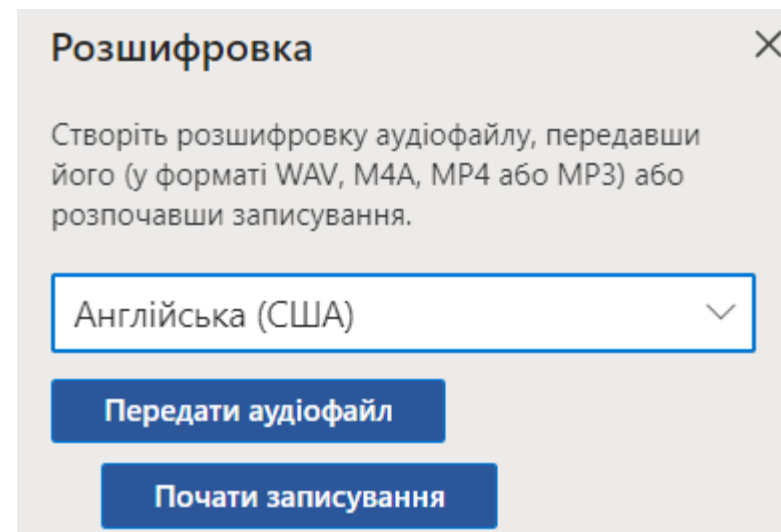 Розшифровка
Створіть розшифровку аудіофайлу, передавши
його (у форматі WAV, M4A, MP4 або MP3) або
розпочавши записування.
Англійська (США)
Передати аудіофайл
Почати записування